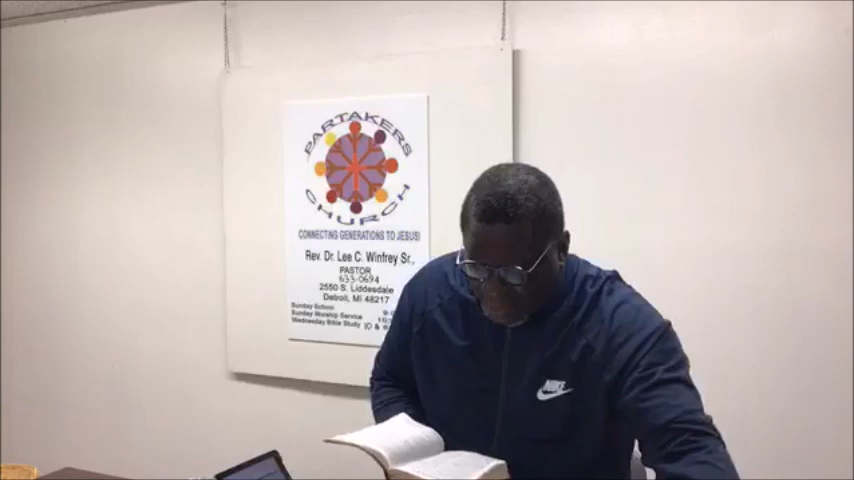 PARTAKERS
CHURCH
CONNECTING GENERATIONS TO JESUS!
Rev. Dr. Lee C. Winfrey Sr.,
PASTOR
633-0694
2550 S. Liddesdale
Detroit, MI 48217
Sunday School
Sunday Worship Service
Wednesday Bible Study 10 &
NIKE